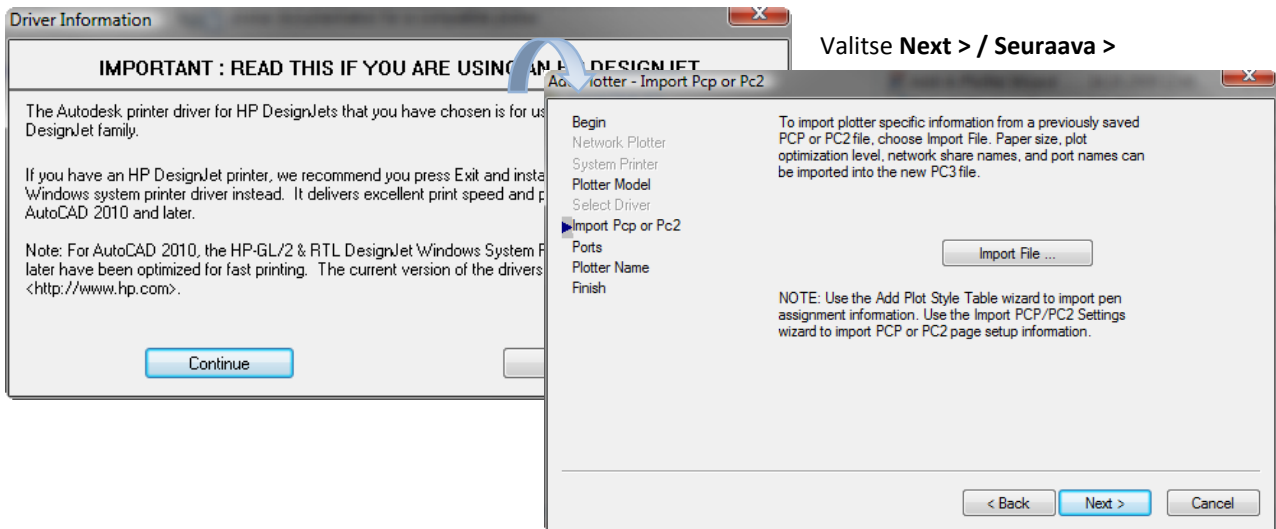 Driver Information
IMPORTANT : READ THIS IF YOU ARE USING AN HP DESIGNJET
The Autodesk printer driver for HP DesignJets that you have chosen is for
DesignJet family.
If you have an HP DesignJet printer, we recommend you press Exit and
Windows system printer driver instead. It delivers excellent print speed and
AutoCAD 2010 and later.
Note: For AutoCAD 2010, the HP-GL/2 & RTL DesignJet Windows System
later have been optimized for fast printing. The current version of the drivers
<http://www.hp.com>.
Continue
Valitse Next > / Seuraava >
Add Plotter - Import Pcp or Pc2
Begin
Network Plotter
System Printer
Plotter Model
Select Driver
Import Pcp or Pc2
Ports
Plotter Name
Finish
To import plotter specific information from a previously saved
PCP or PC2 file, choose Import File. Paper size, plot
optimization level, network share names, and port names can
be imported into the new PC3 file.
Import File ...
NOTE: Use the Add Plot Style Table wizard to import pen
assignment information. Use the Import PCP/PC2 Settings
wizard to import PCP or PC2 page setup information.
< Back
Next >
Cancel